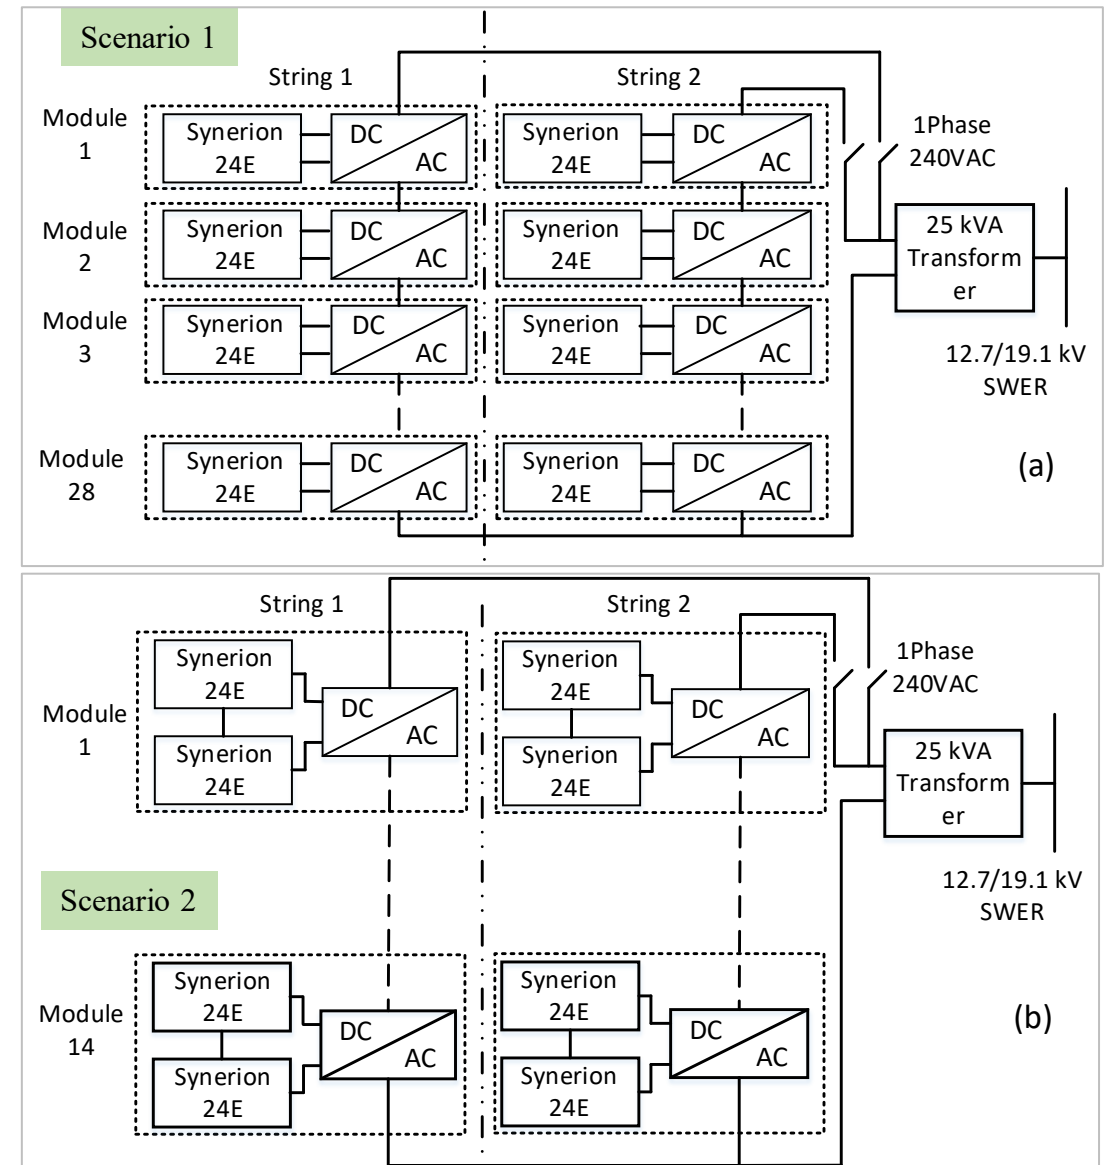 Scenario 1
String 1
String 2
Module
1
Synerion
24E
DC
AC
Synerion
24E
DC
AC
1Phase
240VAC
Module
2
Synerion
24E
DC
AC
Synerion
24E
DC
AC
25 kVA
Transform
er
Module
3
Synerion
24E
DC
AC
Synerion
24E
DC
AC
12.7/19.1 kV
SWER
Module
28
Synerion
24E
DC
AC
Synerion
24E
DC
AC
(a)
String 1
String 2
Module
1
Synerion
24E
Synerion
24E
DC
AC
Synerion
24E
Synerion
24E
DC
AC
1Phase
240VAC
25 kVA
Transform
er
12.7/19.1 kV
SWER
Scenario 2
Module
14
Synerion
24E
Synerion
24E
DC
AC
Synerion
24E
Synerion
24E
DC
AC
(b)